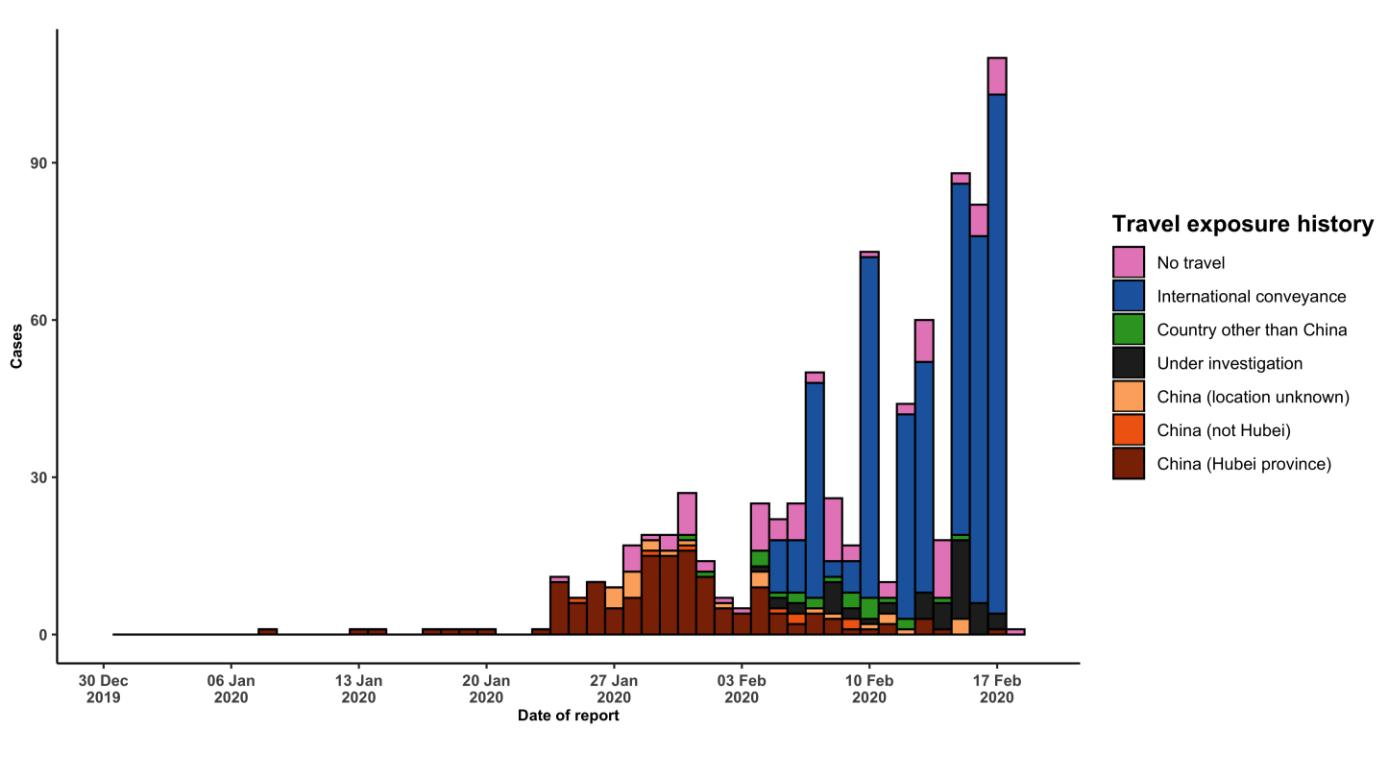 90
60
30
0
Cases
30 Dec
2019
06 Jan
2020
13 Jan
2020
20 Jan
2020
27 Jan
2020
03 Feb
2020
10 Feb
2020
17 Feb
2020
Date of report
Travel exposure history
No travel
International conveyance
Country other than China
Under investigation
China (location unknown)
China (not Hubei)
China (Hubei province)